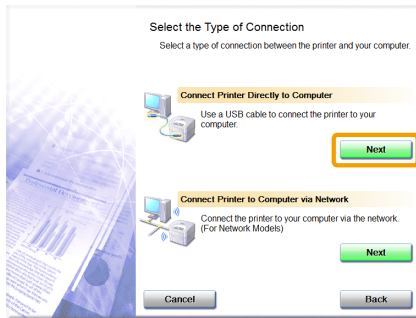 Select the Type of Connection
Select a type of connection between the printer and your computer.
Connect Printer Directly to Computer
Use a USB cable to connect the printer to your
computer.
Next
Connect Printer to Computer via Network
Connect the printer to your computer via the network.
(For Network Models)
Next
Cancel
Back